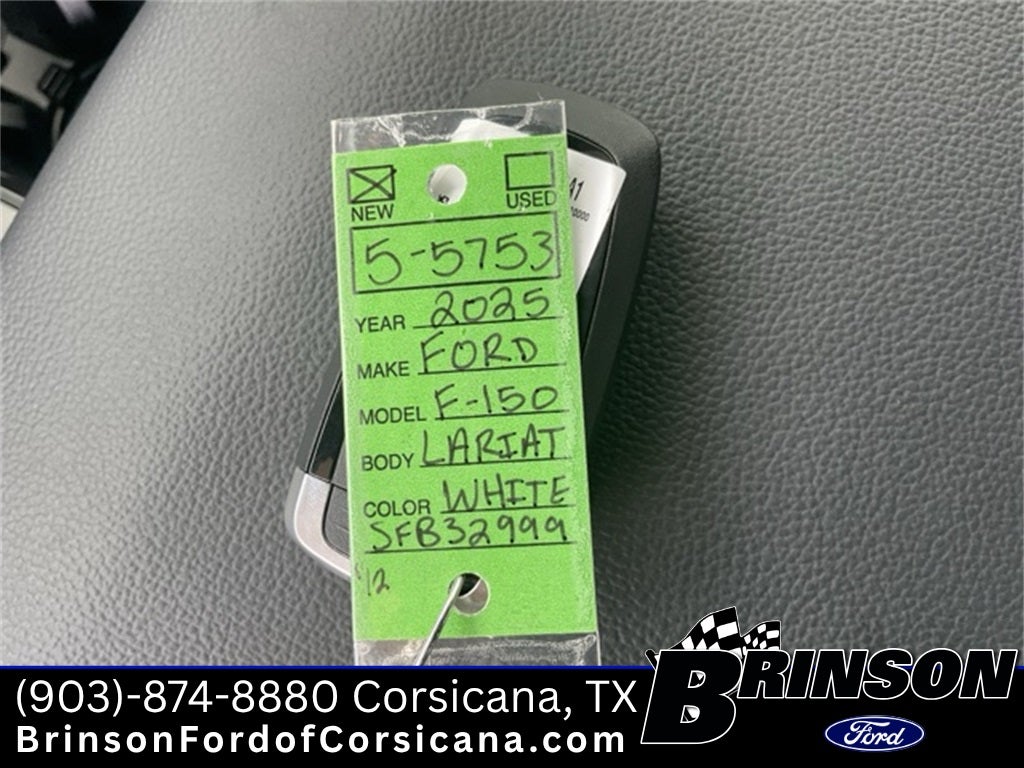 NEW USED
5-5753
YEAR 2025
MAKE FORD
MODEL F-150
BODY LARIAT
COLOR WHITE
SFB32999
A1
(903)-874-8880 Corsicana, TX
BrinsonFordofCorsicana.com
BRINSON
Ford